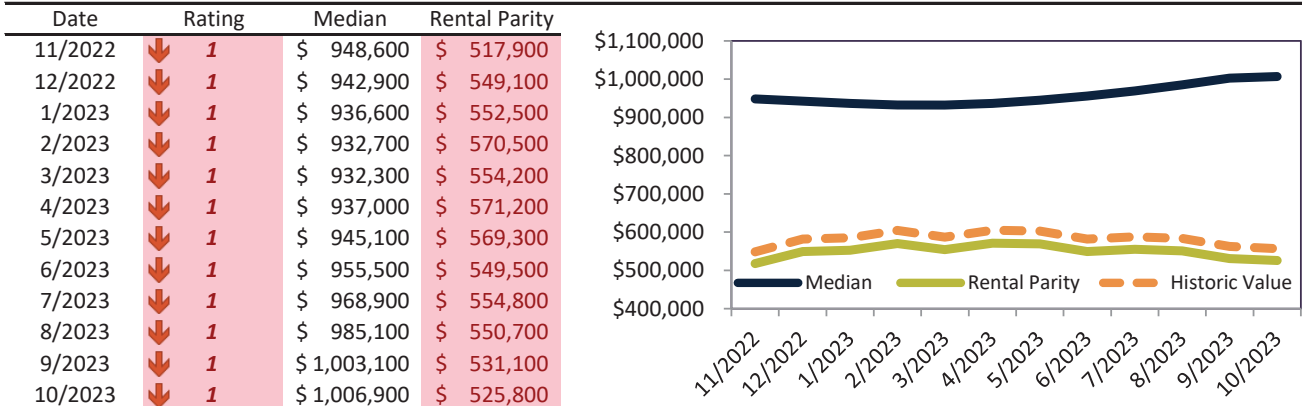 Date Rating Median Rental Parity
11/2022 1 $ 948,600 $ 517,900
12/2022 1 $ 942,900 $ 549,100
1/2023 1 $ 936,600 $ 552,500
2/2023 1 $ 932,700 $ 570,500
3/2023 1 $ 932,300 $ 554,200
4/2023 1 $ 937,000 $ 571,200
5/2023 1 $ 945,100 $ 569,300
6/2023 1 $ 955,500 $ 549,500
7/2023 1 $ 968,900 $ 554,800
8/2023 1 $ 985,100 $ 550,700
9/2023 1 $ 1,003,100 $ 531,100
10/2023 1 $ 1,006,900 $ 525,800
$1,100,000
$1,000,000
$900,000
$800,000
$700,000
$600,000
$500,000
$400,000
Median Rental Parity Historic Value
11/2022 12/2022 1/2023 2/2023 3/2023 4/2023 5/2023 6/2023 7/2023 8/2023 9/2023 10/2023